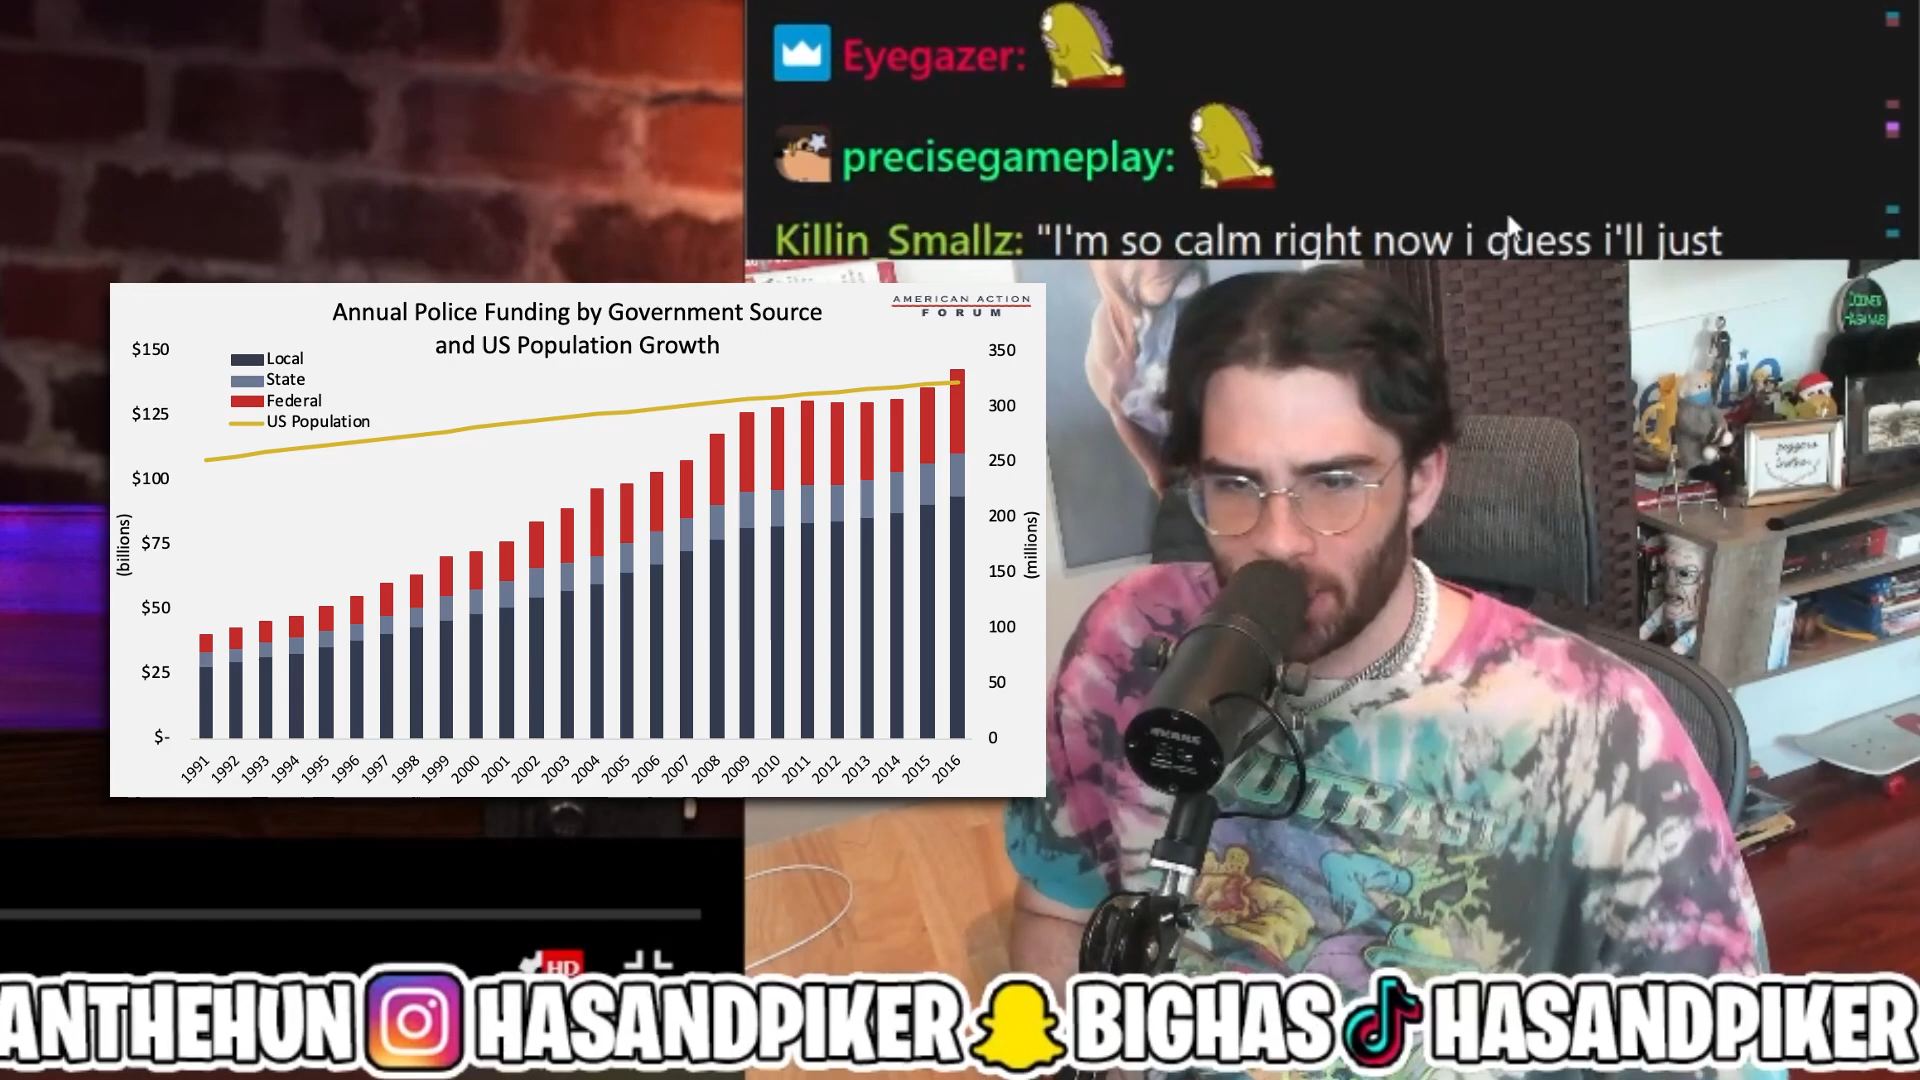 Eyegazer:
precisegameplay:
Killin_Smallz: "I'm so calm right now i guess i'll just
Annual Police Funding by Government Source
and US Population Growth
AMERICAN ACTION
FORUM
$150
$125
$100
$75
$50
$25
$-
(billions)
Local
State
Federal
US Population
350
300
250
200
150
100
50
0
(millions)
1991 1992 1993 1994 1995 1996 1997 1998 1999 2000 2001 2002 2003 2004 2005 2006 2007 2008 2009 2010 2011 2012 2013 2014 2015 2016
OUTKAST
HD
ANTHEHUN HASANDPIKER BIGHAS HASANDPIKER